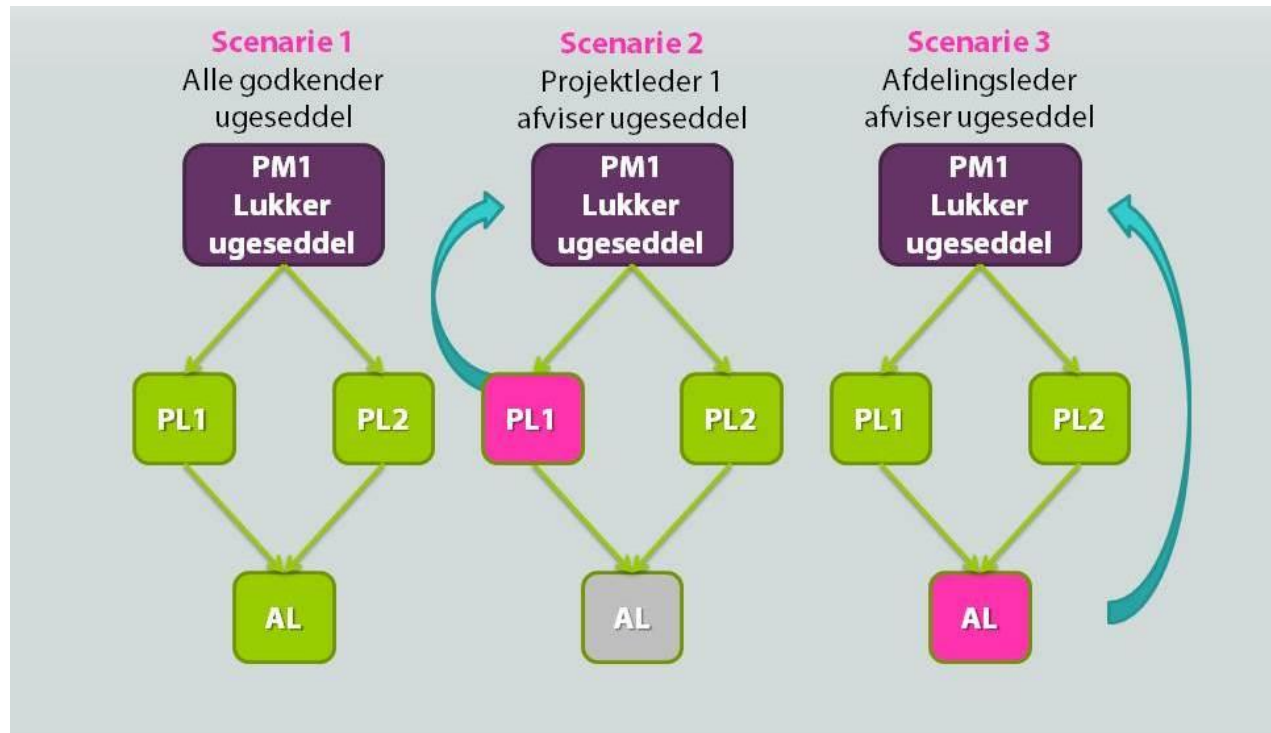 Scenarie 1
Alle godkender
ugeseddel
PM1
Lukker
ugeseddel
PL1
PL2
AL
Scenarie 2
Projektleder 1
afviser ugeseddel
PM1
Lukker
ugeseddel
PL1
PL2
AL
Scenarie 3
Afdelingsleder
afviser ugeseddel
PM1
Lukker
ugeseddel
PL1
PL2
AL